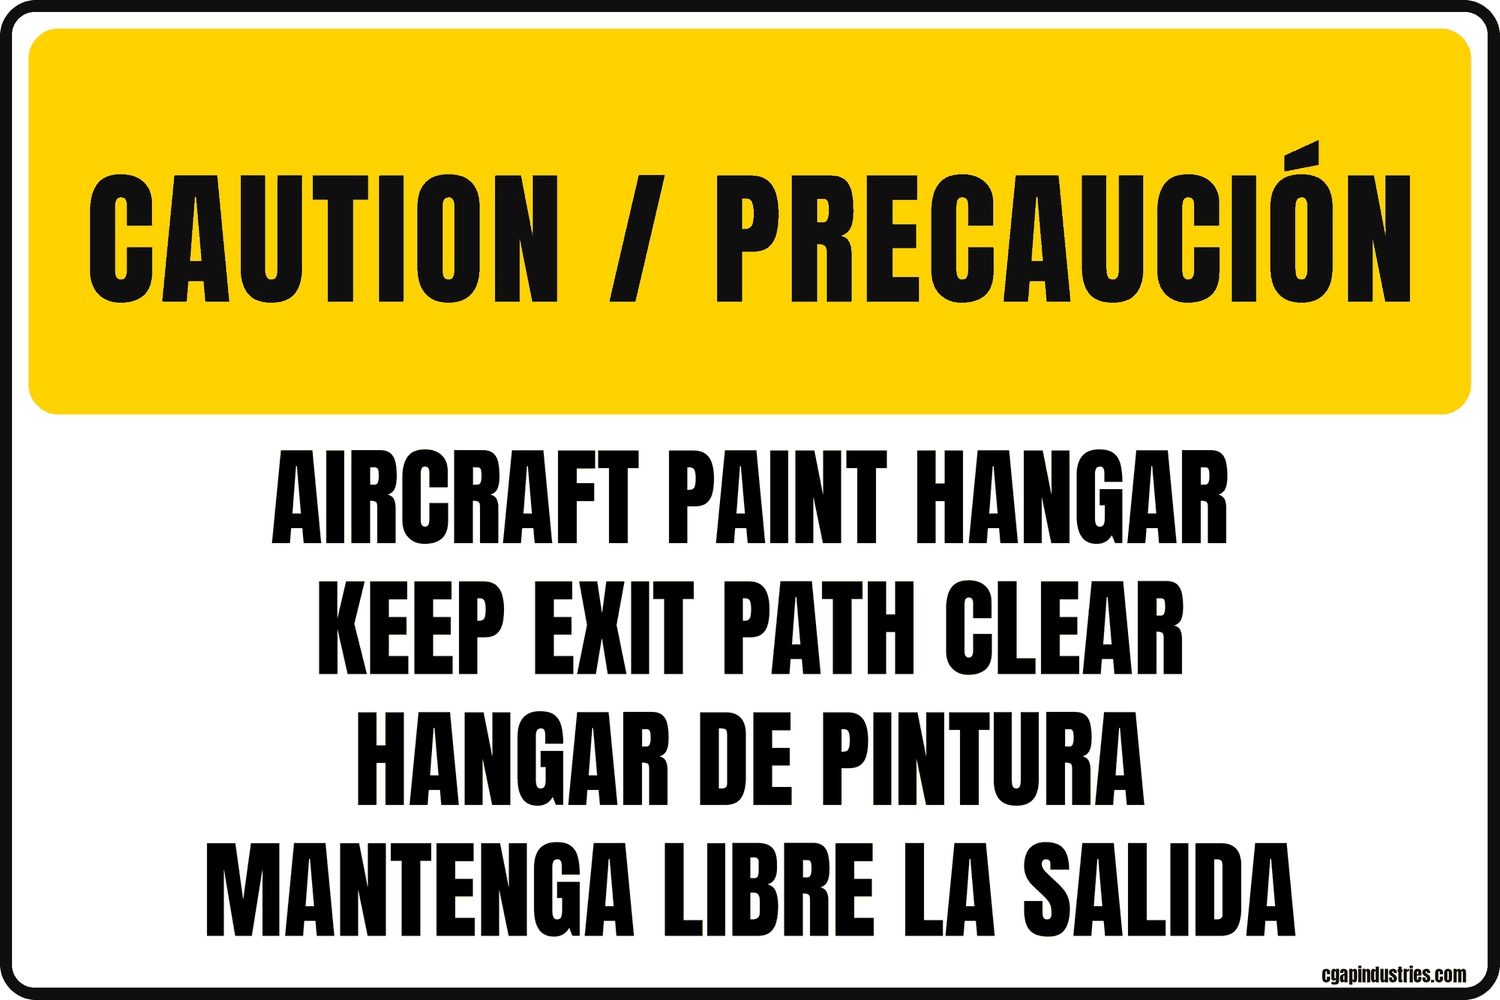 CAUTION / PRECAUCIÓN
AIRCRAFT PAINT HANGAR
KEEP EXIT PATH CLEAR
HANGAR DE PINTURA
MANTENGA LIBRE LA SALIDA
cgapindustries.com